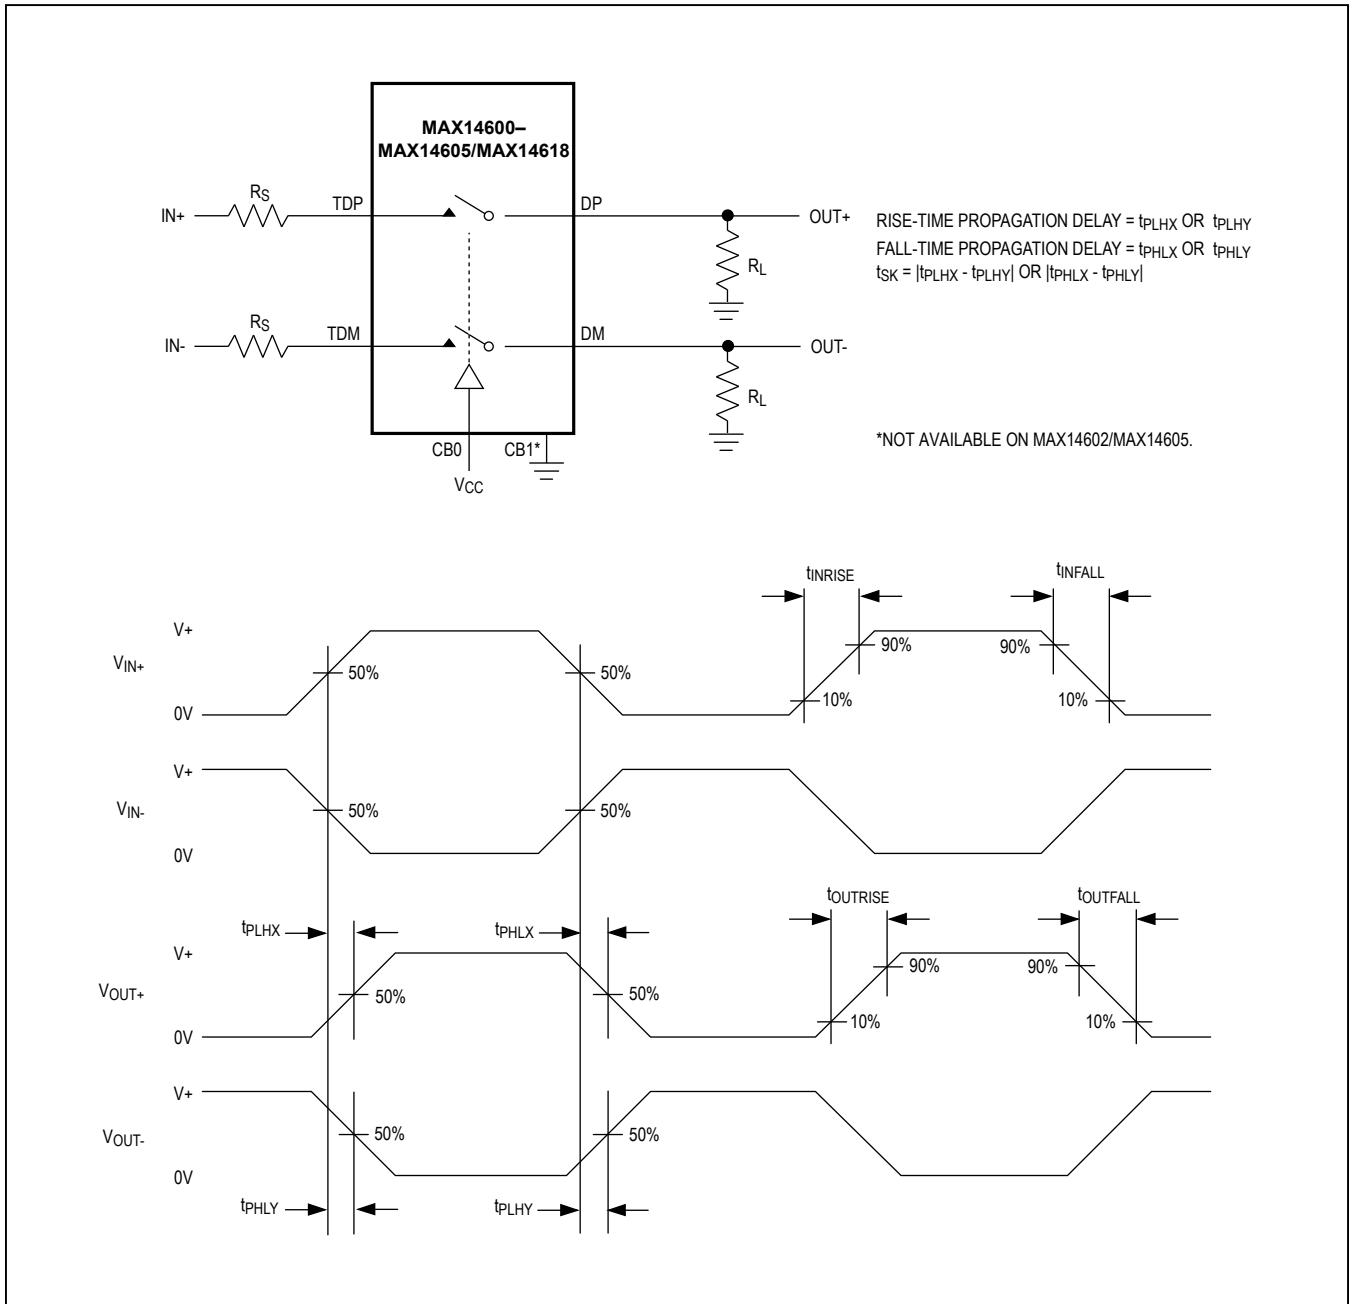 MAX14600–
MAX14605/MAX14618
IN+
RS
TDP
DP
OUT+
RL
IN-
RS
TDM
DM
OUT-
RL
CB0
CB1*
VCC
RISE-TIME PROPAGATION DELAY = tPLHX OR tPLHY
FALL-TIME PROPAGATION DELAY = tPHLX OR tPHLY
tSK = |tPLHX - tPLHY| OR |tPHLX - tPHLY|
*NOT AVAILABLE ON MAX14602/MAX14605.
tINRISE
tINFALL
V+
VIN+
0V
50%
50%
90%
10%
90%
10%
V+
VIN-
0V
50%
50%
tPLHX
tPHLX
tOUTRISE
tOUTFALL
V+
VOUT+
0V
50%
50%
90%
10%
90%
10%
V+
VOUT-
0V
50%
50%
tPHLY
tPLHY